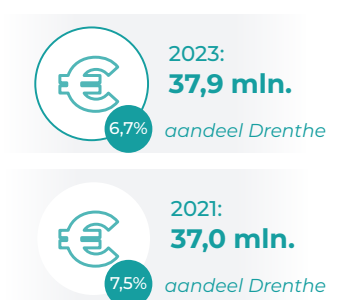 2023:
37,9 mln.
6,7% aandeel Drenthe
2021:
37,0 mln.
7,5% aandeel Drenthe